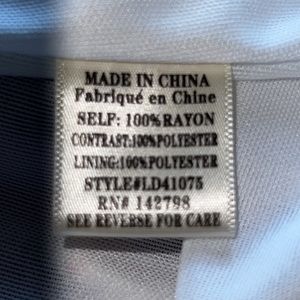 MADE IN CHINA
Fabriqué en Chine
SELF: 100%RAYON
CONTRAST:100%POLYESTER
LINING:100%POLYESTER
STYLE#LD41075
RN# 142798
SEE REVERSE FOR CARE